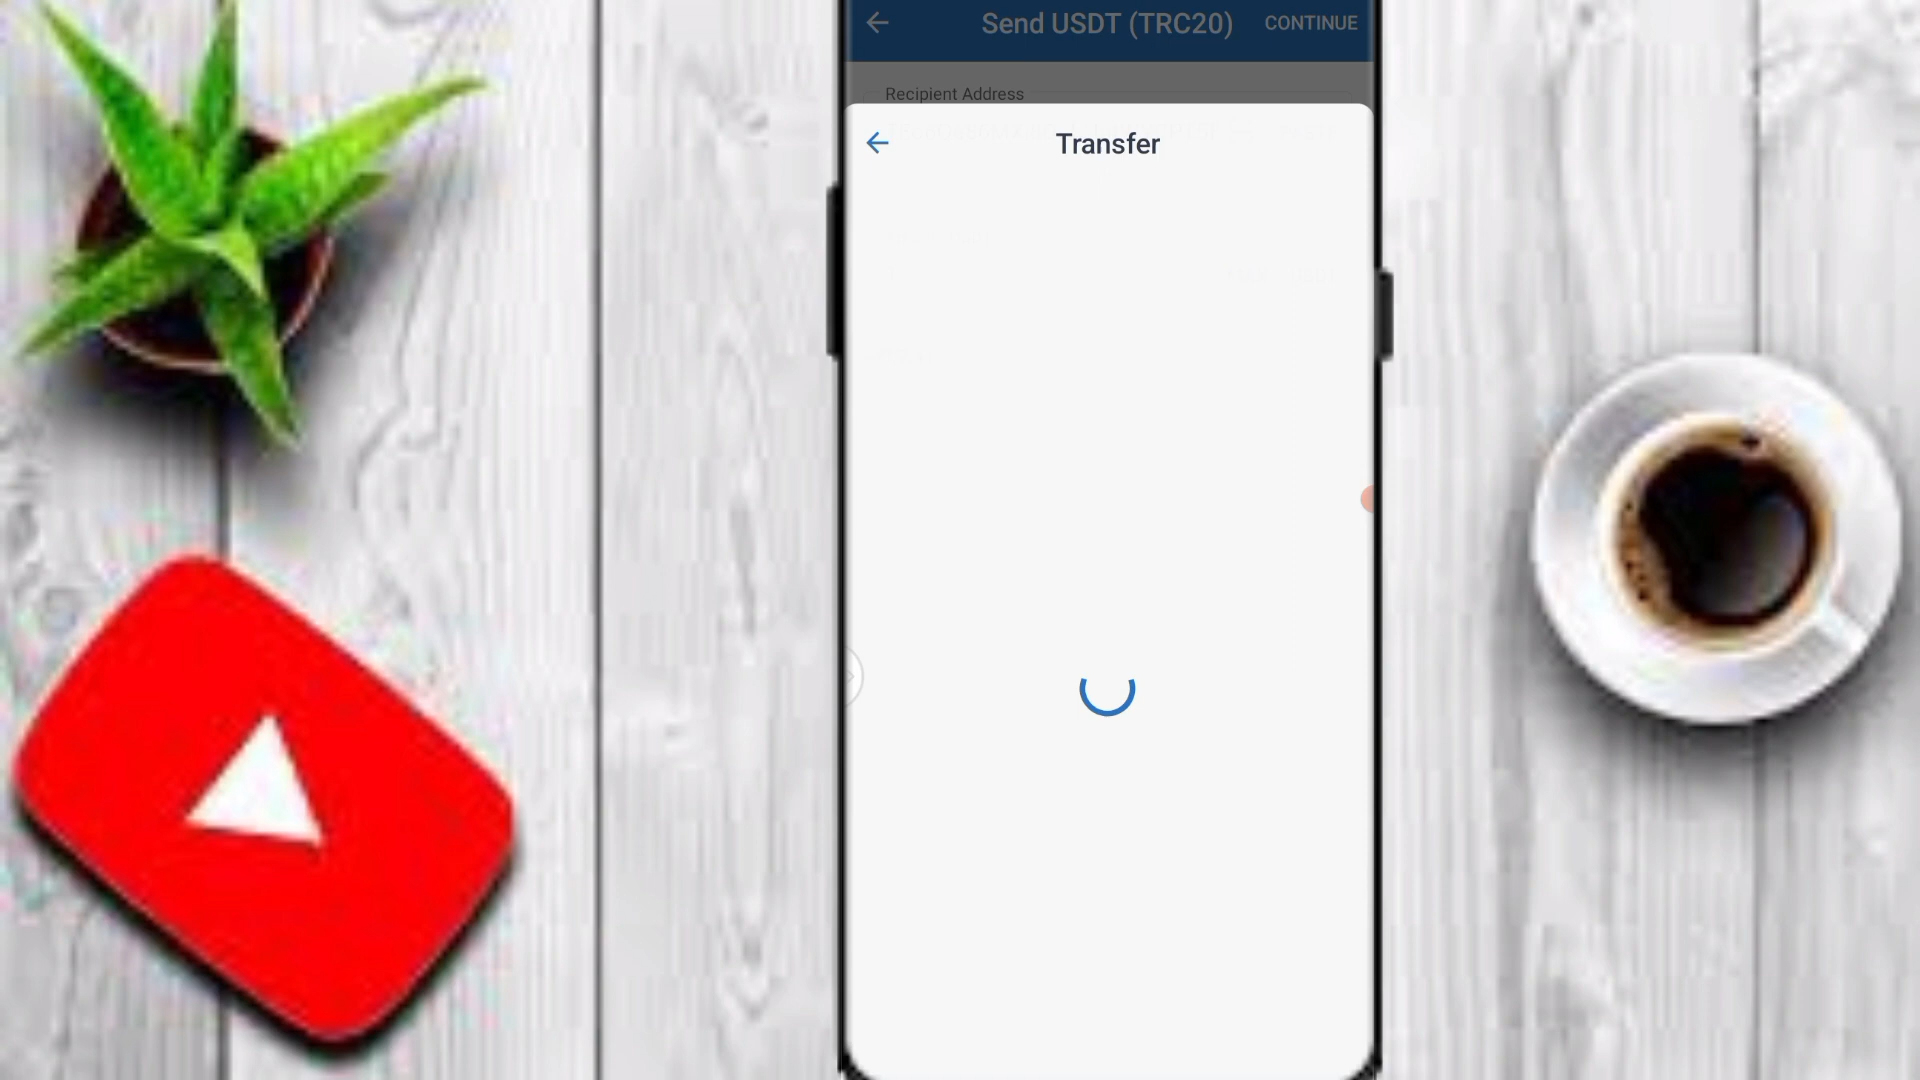 Send USDT (TRC20) CONTINUE
Recipient Address
Transfer